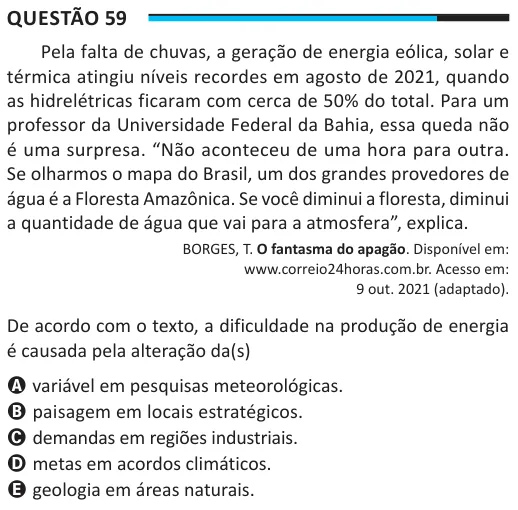 QUESTÃO 59
Pela falta de chuvas, a geração de energia eólica, solar e
térmica atingiu níveis recordes em agosto de 2021, quando
as hidrelétricas ficaram com cerca de 50% do total. Para um
professor da Universidade Federal da Bahia, essa queda não
é uma surpresa. “Não aconteceu de uma hora para outra.
Se olharmos o mapa do Brasil, um dos grandes provedores de
água é a Floresta Amazônica. Se você diminui a floresta, diminui
a quantidade de água que vai para a atmosfera”, explica.
BORGES, T. O fantasma do apagão. Disponível em:
www.correio24horas.com.br. Acesso em:
9 out. 2021 (adaptado).
De acordo com o texto, a dificuldade na produção de energia
é causada pela alteração da(s)
A variável em pesquisas meteorológicas.
B paisagem em locais estratégicos.
C demandas em regiões industriais.
D metas em acordos climáticos.
E geologia em áreas naturais.